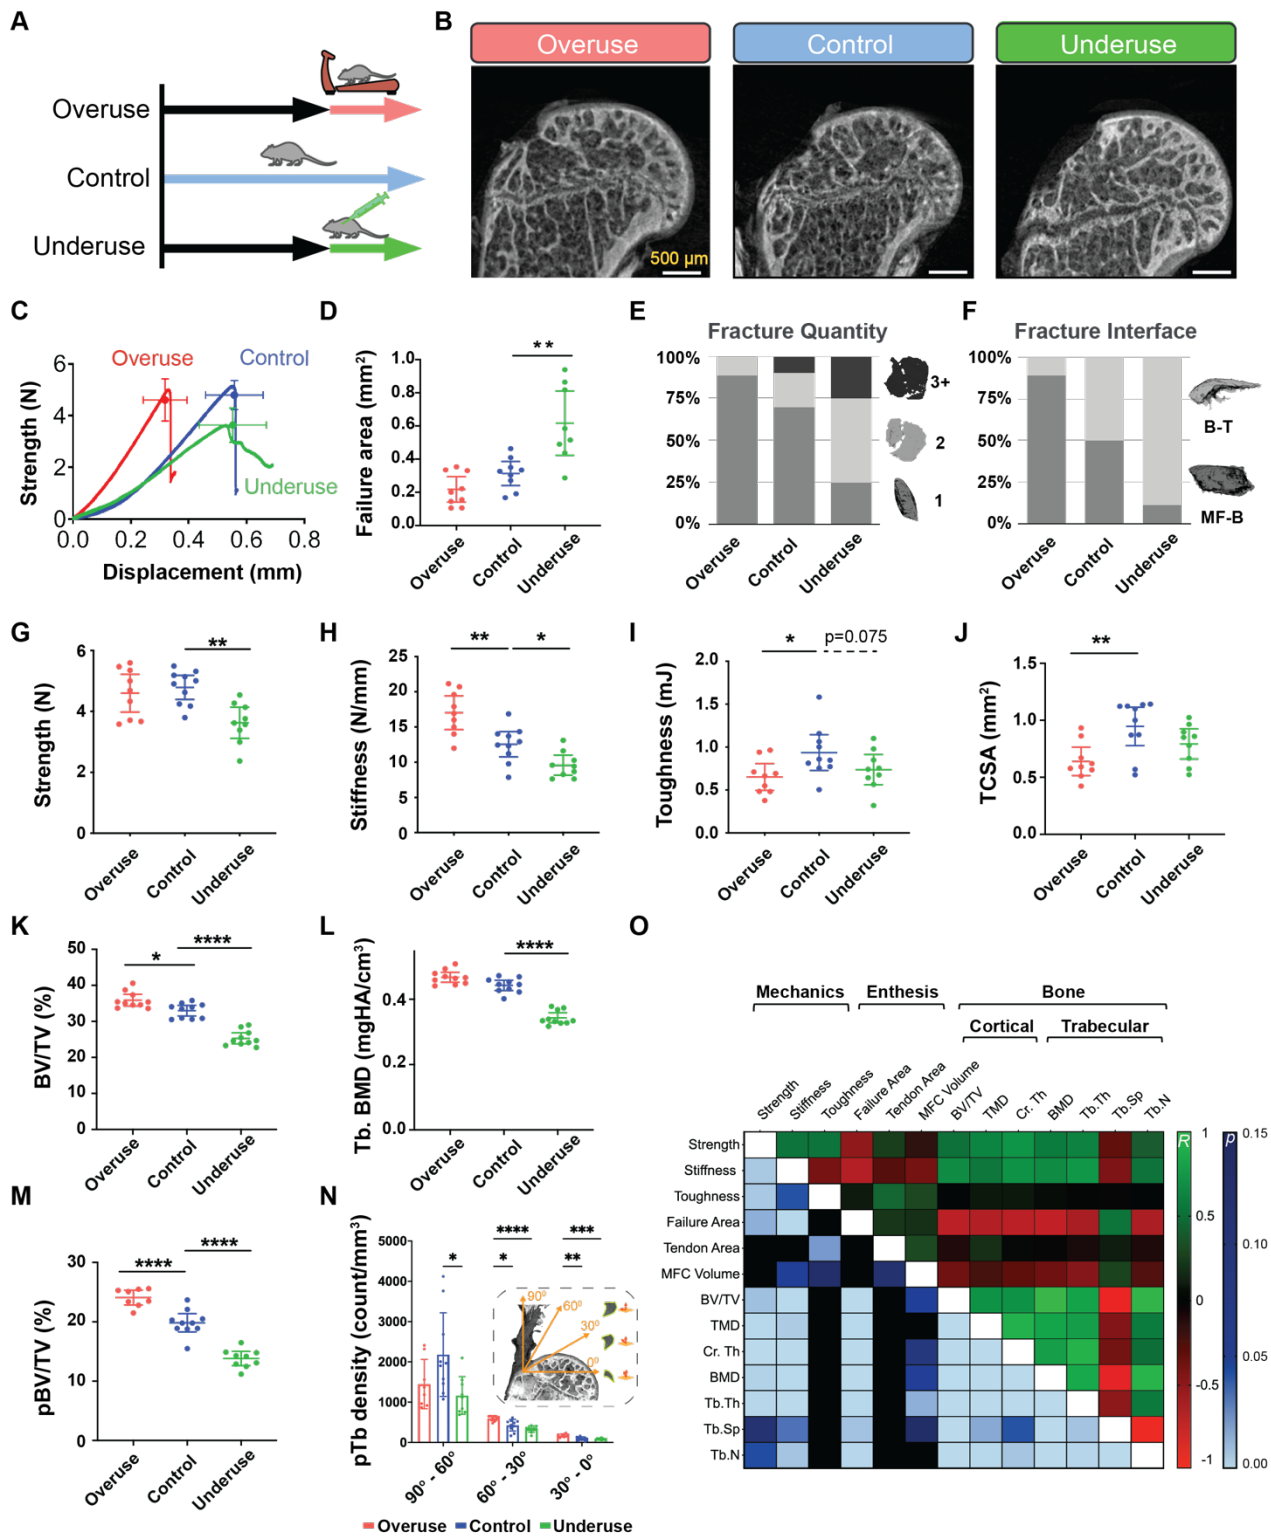 A
Overuse
Control
Underuse
B
Overuse
Control
Underuse
500 µm
C
Strength (N)
6
4
2
0
0.0 0.2 0.4 0.6 0.8
Displacement (mm)
Overuse
Control
Underuse
D
Failure area (mm²)
1.0
0.8
0.6
0.4
0.2
0.0
**
Overuse
Control
Underuse
E
Fracture Quantity
100%
75%
50%
25%
0%
3+
2
1
Overuse
Control
Underuse
F
Fracture Interface
100%
75%
50%
25%
0%
B-T
MF-B
Overuse
Control
Underuse
G
Strength (N)
6
4
2
0
**
Overuse
Control
Underuse
H
Stiffness (N/mm)
25
20
15
10
5
0
** *
Overuse
Control
Underuse
I
Toughness (mJ)
2.0
1.5
1.0
0.5
0.0
* p=0.075
Overuse
Control
Underuse
J
TCSA (mm²)
1.5
1.0
0.5
0.0
**
Overuse
Control
Underuse
K
BV/TV (%)
50
40
30
20
10
0
* ****
Overuse
Control
Underuse
L
Tb. BMD (mgHA/cm³)
0.4
0.2
0.0
****
Overuse
Control
Underuse
M
pBV/TV (%)
30
20
10
0
**** ****
Overuse
Control
Underuse
N
pTb density (count/mm³)
5000
4000
3000
2000
1000
0
*
****
*
***
**
90⁰
60⁰
30⁰
0⁰
90⁰ - 60⁰
60⁰ - 30⁰
30⁰ - 0⁰
Overuse Control Underuse
O
Mechanics Enthesis Bone
Cortical Trabecular
Strength
Stiffness
Toughness
Failure Area
Tendon Area
MFC Volume
BV/TV
TMD
Cr. Th
BMD
Tb.Th
Tb.Sp
Tb.N
Strength
Stiffness
Toughness
Failure Area
Tendon Area
MFC Volume
BV/TV
TMD
Cr. Th
BMD
Tb.Th
Tb.Sp
Tb.N
R
1
0.5
0
-0.5
-1
p
0.15
0.10
0.05
0.00